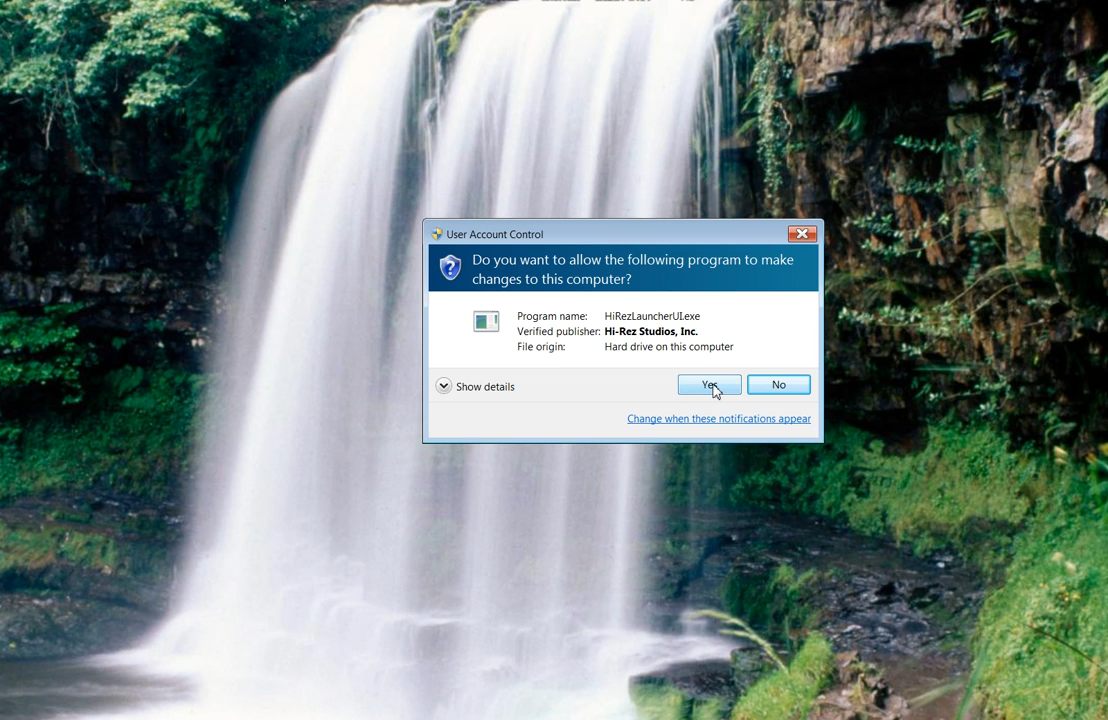 User Account Control
Do you want to allow the following program to make
changes to this computer?
Program name: HiRezLauncherUI.exe
Verified publisher: Hi-Rez Studios, Inc.
File origin: Hard drive on this computer
Show details
Yes
No
Change when these notifications appear